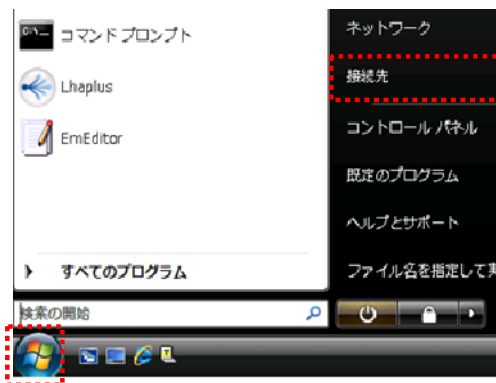 コマンド プロンプト
Lhaplus
EmEditor
すべてのプログラム
検索の開始
ネットワーク
接続先
コントロール パネル
既定のプログラム
ヘルプとサポート
ファイル名を指定して実